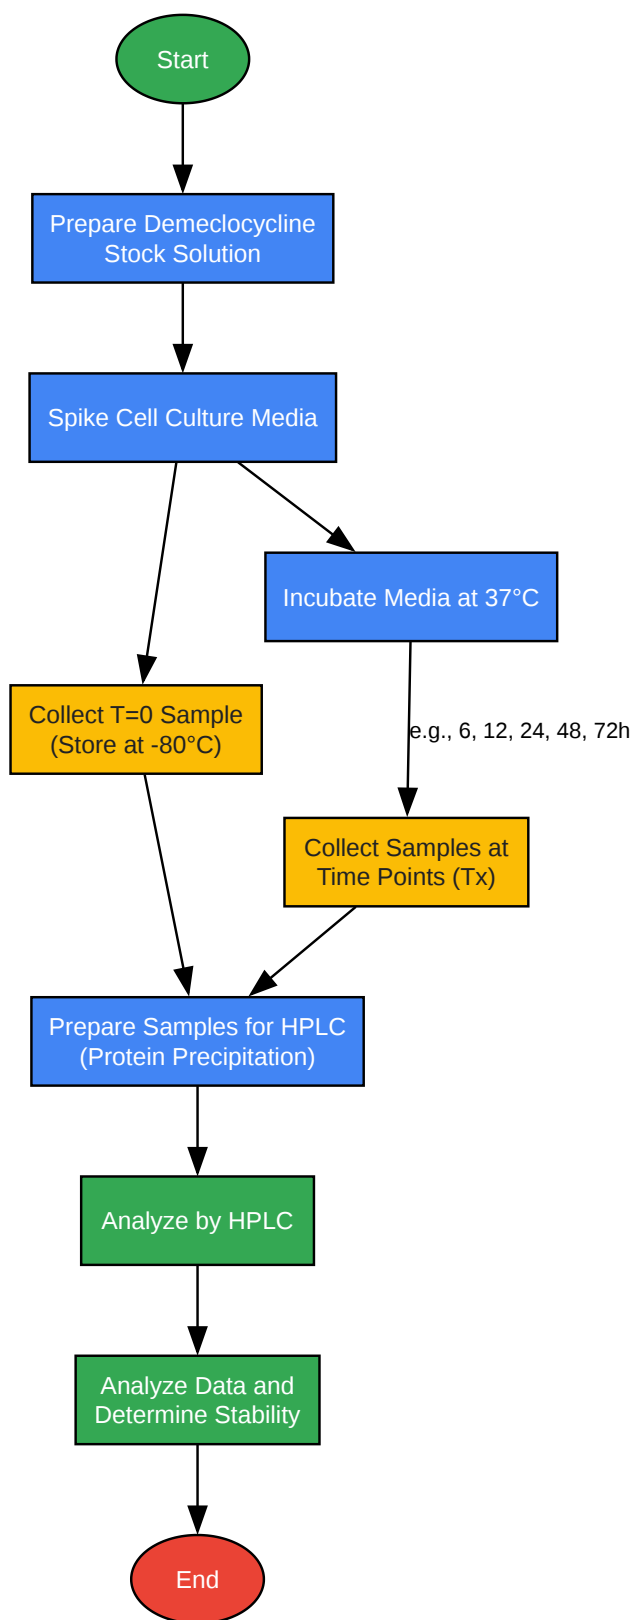 Start
Prepare Demeclocycline
Stock Solution
Spike Cell Culture Media
Incubate Media at 37°C
Collect T=0 Sample
(Store at -80°C)
e.g., 6, 12, 24, 48, 72h
Collect Samples at
Time Points (Tx)
Prepare Samples for HPLC
(Protein Precipitation)
Analyze by HPLC
Analyze Data and
Determine Stability
End